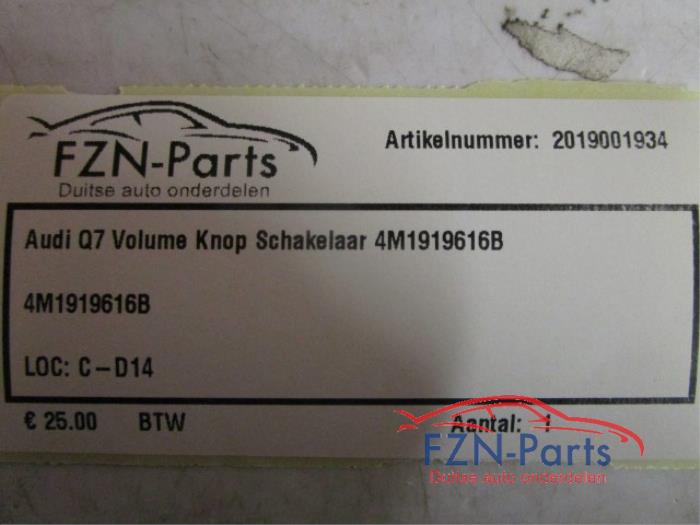 FZN-Parts
Duitse auto onderdelen
Artikelnummer: 2019001934
Audi Q7 Volume Knop Schakelaar 4M1919616B
4M1919616B
LOC: C-D14
€ 25.00 BTW Aantal: 1
FZN-Parts
Duitse auto onderdelen